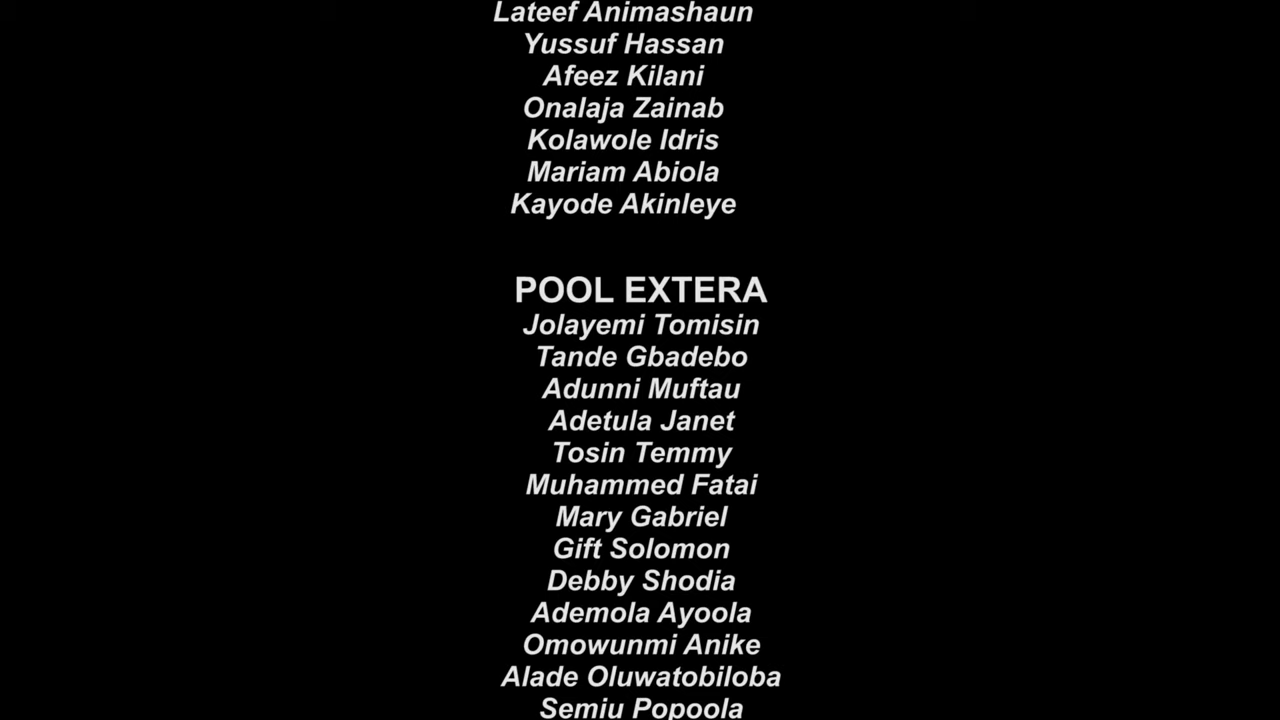 Lateef Animashaun
Yussuf Hassan
Afeez Kilani
Onalaja Zainab
Kolawole Idris
Mariam Abiola
Kayode Akinleye
POOL EXTERA
Jolayemi Tomisin
Tande Gbadebo
Adunni Muftau
Adetula Janet
Tosin Temmy
Muhammed Fatai
Mary Gabriel
Gift Solomon
Debby Shodia
Ademola Ayoola
Omowunmi Anike
Alade Oluwatobiloba
Semiu Popoola